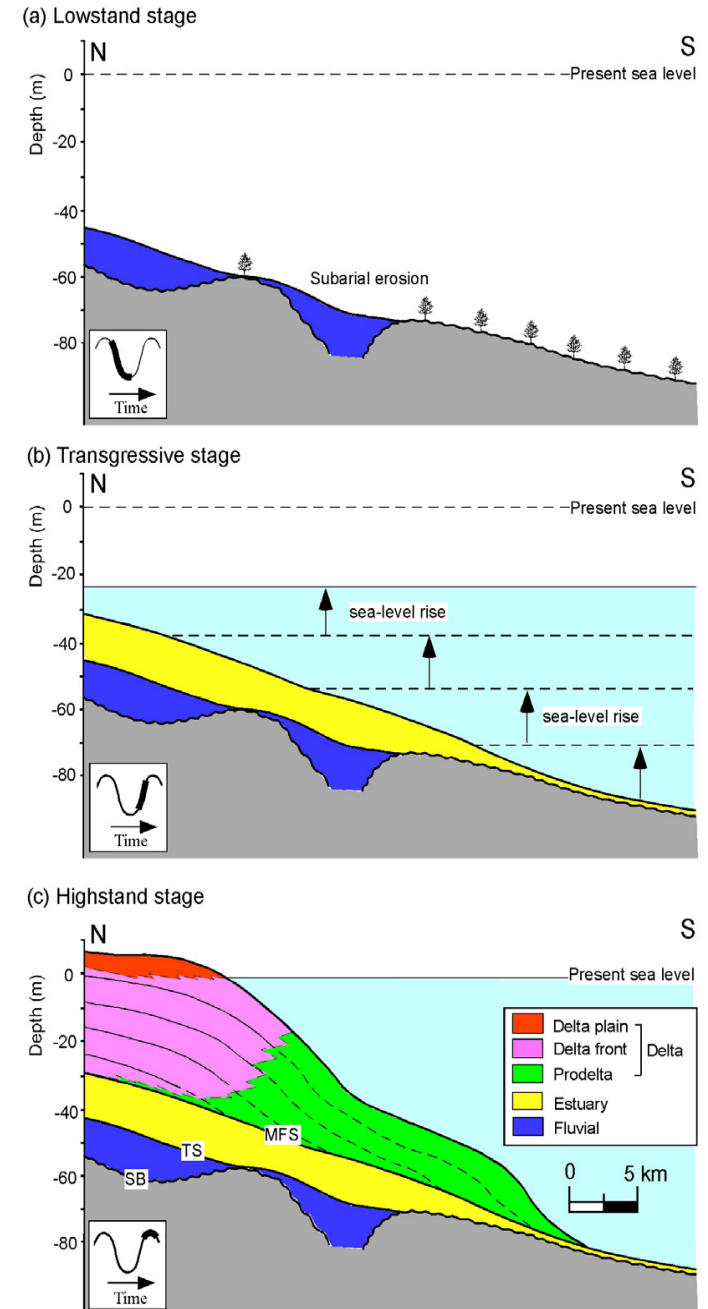 (a) Lowstand stage
N S
Depth (m)
0
-20
-40
-60
-80
Present sea level
Subarial erosion
Time
(b) Transgressive stage
N S
Depth (m)
0
-20
-40
-60
-80
Present sea level
sea-level rise
sea-level rise
Time
(c) Highstand stage
N S
Depth (m)
0
-20
-40
-60
-80
Present sea level
Delta plain
Delta front
Delta
Prodelta
Estuary
Fluvial
MFS
TS
SB
0 5 km
Time